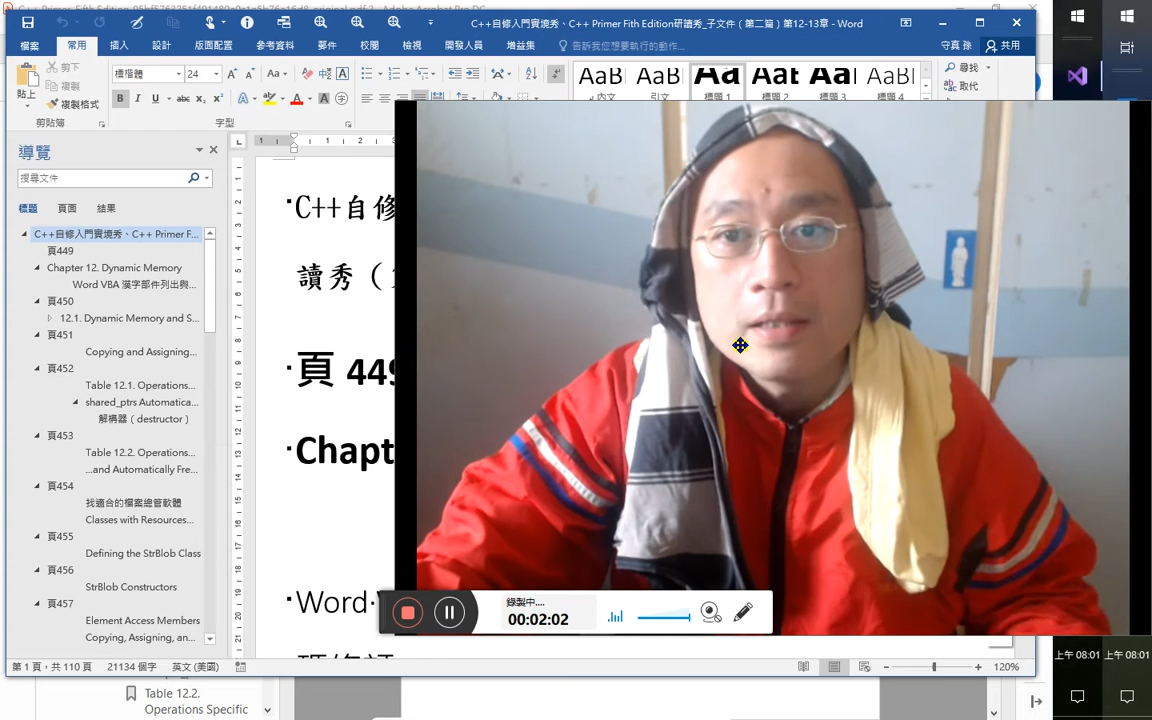 C++自修入門實境秀、C++ Primer Fith Edition研讀秀_子文件（第二篇）第12-13章 - Word
檔案 常用 插入 設計 版面配置 參考資料 郵件 校閱 檢視 開發人員 增益集 告訴我您想要執行的動作... 守真 孫 共用
貼上 剪下 複製 複製格式
標楷體 24
AaB AaB Aa Aat Aal AaBl
內文 引文 標題 1 標題 2 標題 3 標題 4
尋找 取代
剪貼簿 字型
導覽
搜尋文件
標題 頁面 結果
C++自修入門實境秀、C++ Primer F...
頁449
Chapter 12. Dynamic Memory
Word VBA 漢字部件列出與...
頁450
12.1. Dynamic Memory and S...
頁451
Copying and Assigning...
頁452
Table 12.1. Operations...
shared_ptrs Automatica...
解構器（destructor）
頁453
Table 12.2. Operations...
...and Automatically Fre...
頁454
找適合的檔案總管軟體
Classes with Resources...
頁455
Defining the StrBlob Class
頁456
StrBlob Constructors
頁457
Element Access Members
Copying, Assigning, an...
C++自修
讀秀（
頁 449
Chapt
Word
錄製中....
00:02:02
第 1 頁，共 110 頁 21134 個字 英文 (美國) 120%
Table 12.2.
Operations Specific
上午 08:01 上午 08:01